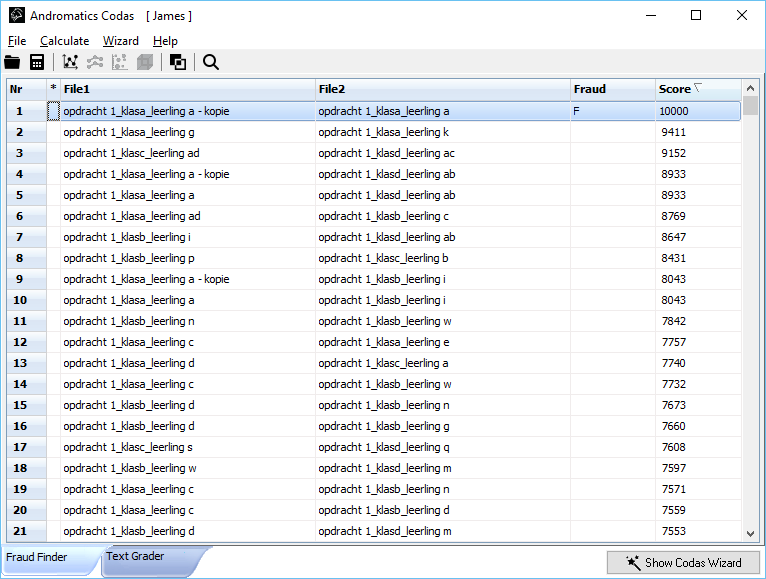 Andromatics Codas [ James ]
File Calculate Wizard Help
Nr * File1 File2 Fraud Score
1 opdracht 1_klasa_leerling a - kopie opdracht 1_klasa_leerling a F 10000
2 opdracht 1_klasa_leerling g opdracht 1_klasa_leerling k 9411
3 opdracht 1_klasc_leerling ad opdracht 1_klasd_leerling ac 9152
4 opdracht 1_klasa_leerling a - kopie opdracht 1_klasd_leerling ab 8933
5 opdracht 1_klasa_leerling a opdracht 1_klasd_leerling ab 8933
6 opdracht 1_klasa_leerling ad opdracht 1_klasb_leerling c 8769
7 opdracht 1_klasb_leerling i opdracht 1_klasd_leerling ab 8647
8 opdracht 1_klasb_leerling p opdracht 1_klasc_leerling b 8431
9 opdracht 1_klasa_leerling a - kopie opdracht 1_klasb_leerling i 8043
10 opdracht 1_klasa_leerling a opdracht 1_klasb_leerling i 8043
11 opdracht 1_klasb_leerling n opdracht 1_klasb_leerling w 7842
12 opdracht 1_klasa_leerling c opdracht 1_klasa_leerling e 7757
13 opdracht 1_klasa_leerling d opdracht 1_klasc_leerling a 7740
14 opdracht 1_klasa_leerling c opdracht 1_klasb_leerling w 7732
15 opdracht 1_klasb_leerling d opdracht 1_klasb_leerling n 7673
16 opdracht 1_klasb_leerling d opdracht 1_klasb_leerling g 7660
17 opdracht 1_klasc_leerling s opdracht 1_klasd_leerling q 7608
18 opdracht 1_klasb_leerling w opdracht 1_klasd_leerling m 7597
19 opdracht 1_klasa_leerling c opdracht 1_klasb_leerling n 7571
20 opdracht 1_klasa_leerling c opdracht 1_klasb_leerling d 7559
21 opdracht 1_klasb_leerling d opdracht 1_klasd_leerling m 7553
Fraud Finder Text Grader Show Codas Wizard